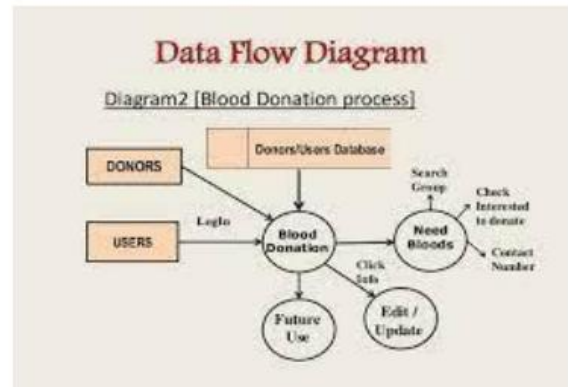 Data Flow Diagram
Diagram2 [Blood Donation process]
Donors/Users Database
DONORS
Search
Group
Check
Interested
to donate
LogIn
USERS
Blood
Donation
Need
Bloods
Contact
Number
Click
Info
Future
Use
Edit /
Update